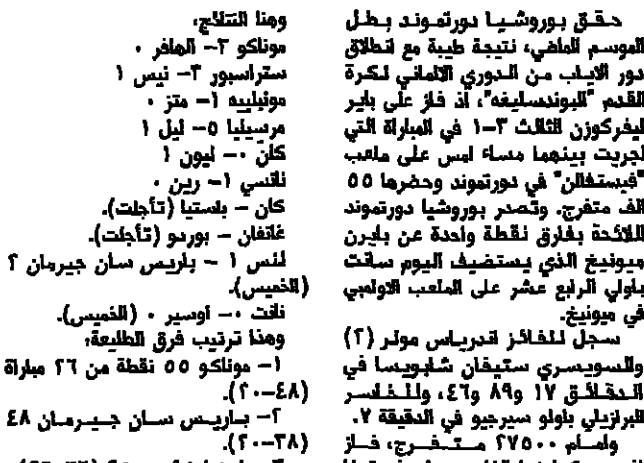 حقق بوروشيا دورتموند بطل
الموسم الماضي، نتيجة طيبة مع انطلاق
دور الاياب من الدوري الالماني لكرة
القدم "البوندسليغه"، اذ فاز على باير
ليفركوزن الثالث ٣-١ في المباراة التي
اجريت بينهما مساء امس على ملعب
"فيستفالن" في دورتموند وحضرها ٥٥
الف متفرج. وتصدر بوروشيا دورتموند
اللائحة بفارق نقطة واحدة عن بايرن
ميونيخ الذي يستضيف اليوم سانت
باولي الرابع عشر على الملعب الاولمبي
في ميونيخ.
سجل للفائز اندرياس مولر (٢)
والسويسري ستيفان شابويسا في
الدقائق ١٧ و٨٩ و٤٦، وللخاسر
البرازيلي باولو سيرجيو في الدقيقة ٧.
وامام ٢٧٥٠٠ متفرج، فاز
وهنا النتائج:
موناكو ٢- الهافر ٠
ستراسبور ٣- نيس ١
مونبلييه ١- متز ٠
مرسيليا ٥- ليل ١
كان ٠- ليون ١
نانسي ١- رين ٠
كان - باستيا (تأجلت).
غانغان - بوردو (تأجلت).
لنس ١ - باريس سان جيرمان ٢
(الخميس).
نانت ٠- اوسير ٠ (الخميس).
وهذا ترتيب فرق الطليعة:
١- موناكو ٥٥ نقطة من ٢٦ مباراة
(٤٨-٢٠).
٢- باريس سان جيرمان ٤٨
(٣٨-٢٠).